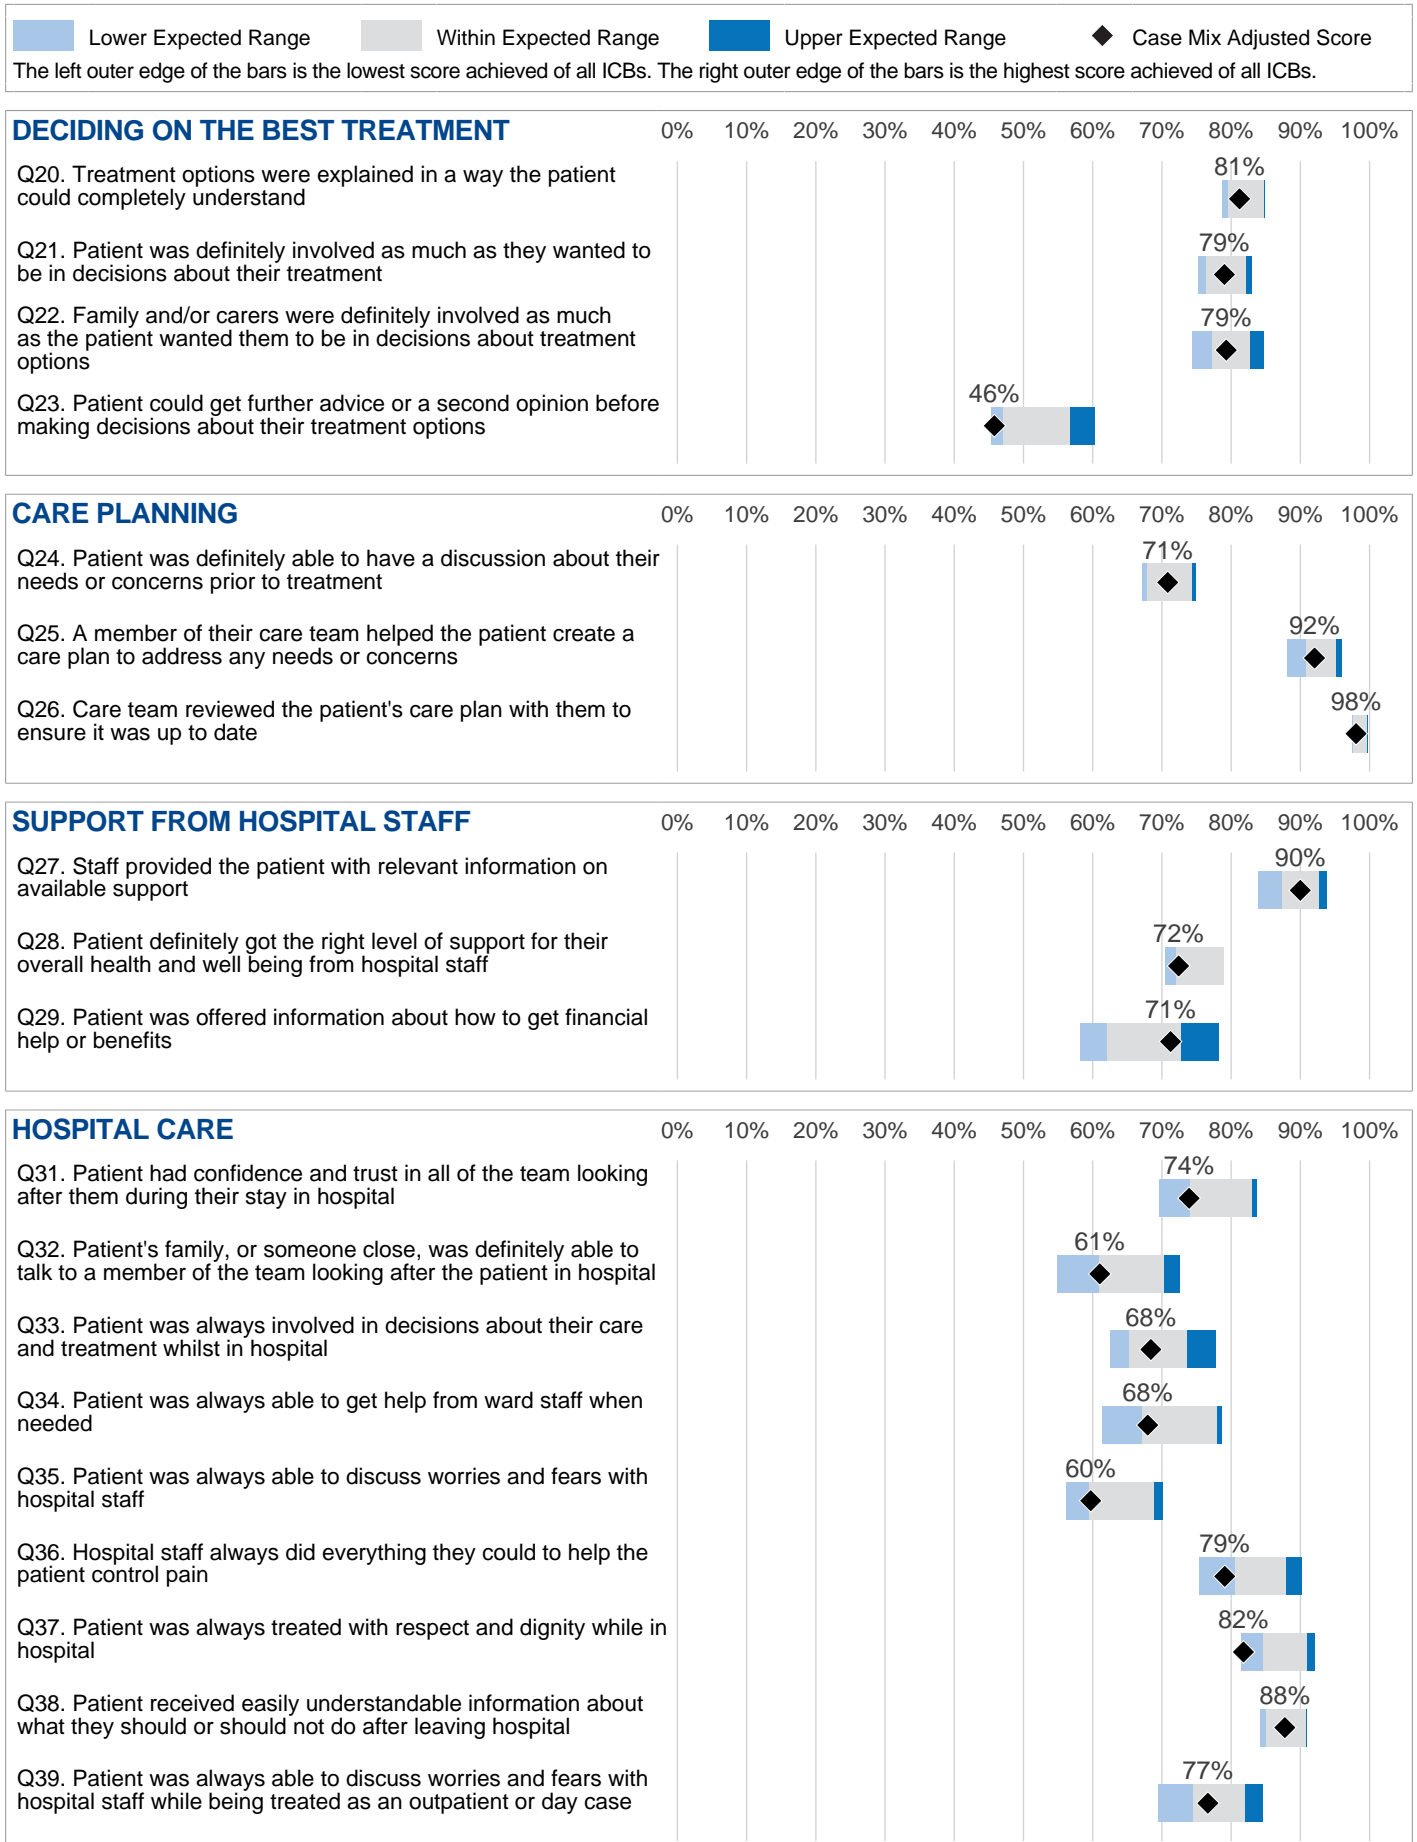 Lower Expected Range Within Expected Range Upper Expected Range Case Mix Adjusted Score
The left outer edge of the bars is the lowest score achieved of all ICBs. The right outer edge of the bars is the highest score achieved of all ICBs.
DECIDING ON THE BEST TREATMENT 0% 10% 20% 30% 40% 50% 60% 70% 80% 90% 100%
Q20. Treatment options were explained in a way the patient
could completely understand
81%
Q21. Patient was definitely involved as much as they wanted to
be in decisions about their treatment
79%
Q22. Family and/or carers were definitely involved as much
as the patient wanted them to be in decisions about treatment
options
79%
Q23. Patient could get further advice or a second opinion before
making decisions about their treatment options
46%
CARE PLANNING 0% 10% 20% 30% 40% 50% 60% 70% 80% 90% 100%
Q24. Patient was definitely able to have a discussion about their
needs or concerns prior to treatment
71%
Q25. A member of their care team helped the patient create a
care plan to address any needs or concerns
92%
Q26. Care team reviewed the patient's care plan with them to
ensure it was up to date
98%
SUPPORT FROM HOSPITAL STAFF 0% 10% 20% 30% 40% 50% 60% 70% 80% 90% 100%
Q27. Staff provided the patient with relevant information on
available support
90%
Q28. Patient definitely got the right level of support for their
overall health and well being from hospital staff
72%
Q29. Patient was offered information about how to get financial
help or benefits
71%
HOSPITAL CARE 0% 10% 20% 30% 40% 50% 60% 70% 80% 90% 100%
Q31. Patient had confidence and trust in all of the team looking
after them during their stay in hospital
74%
Q32. Patient's family, or someone close, was definitely able to
talk to a member of the team looking after the patient in hospital
61%
Q33. Patient was always involved in decisions about their care
and treatment whilst in hospital
68%
Q34. Patient was always able to get help from ward staff when
needed
68%
Q35. Patient was always able to discuss worries and fears with
hospital staff
60%
Q36. Hospital staff always did everything they could to help the
patient control pain
79%
Q37. Patient was always treated with respect and dignity while in
hospital
82%
Q38. Patient received easily understandable information about
what they should or should not do after leaving hospital
88%
Q39. Patient was always able to discuss worries and fears with
hospital staff while being treated as an outpatient or day case
77%